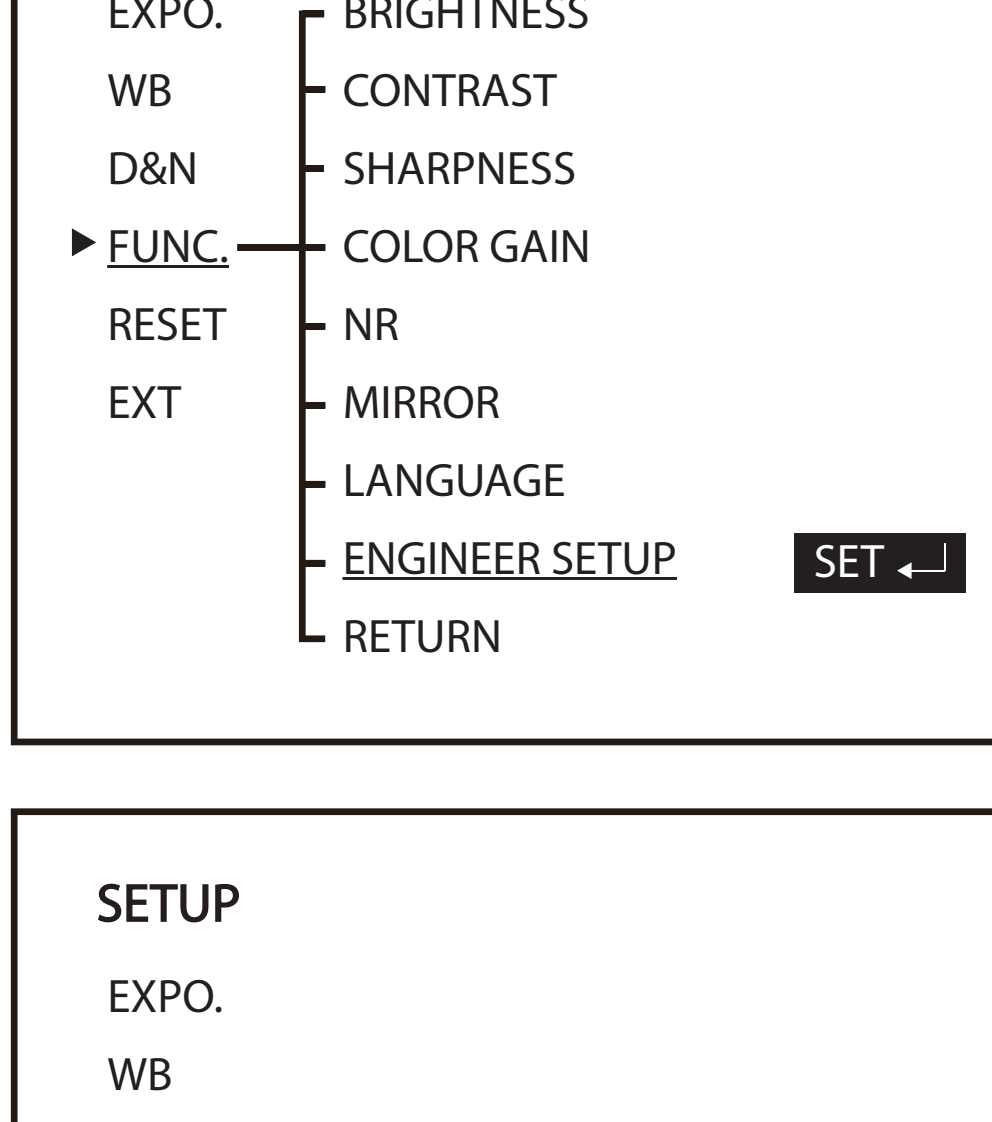 EXPO. BRIGHTNESS
WB CONTRAST
D&N SHARPNESS
FUNC. COLOR GAIN
RESET NR
EXT MIRROR
LANGUAGE
ENGINEER SETUP SET
RETURN
SETUP
EXPO.
WB